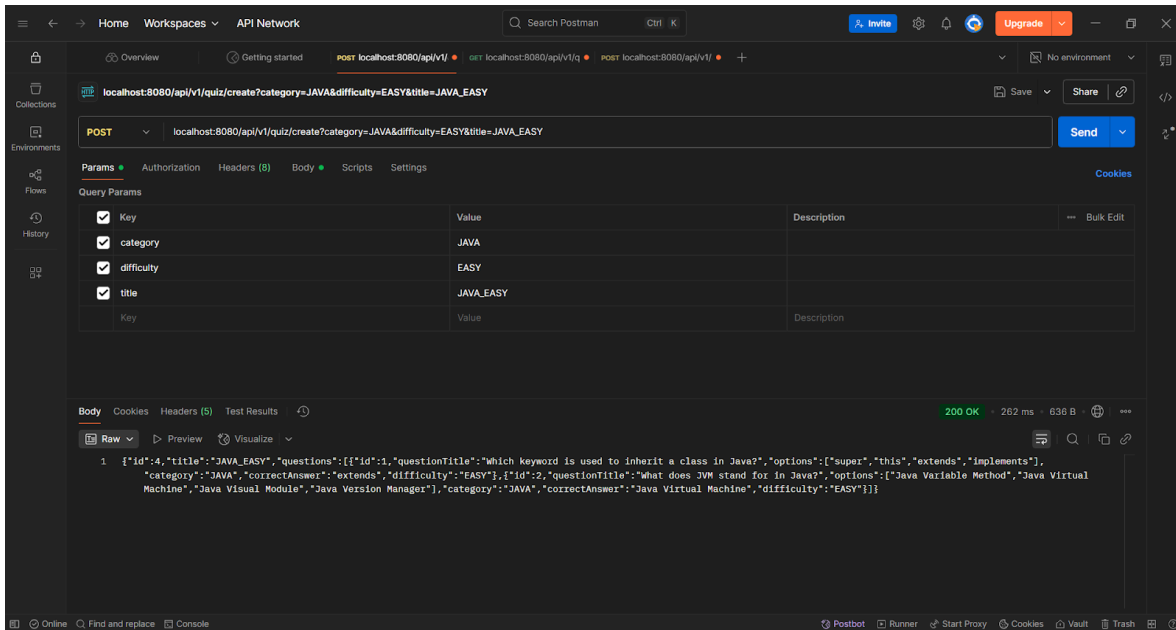 Home Workspaces API Network Search Postman Ctrl K Invite Upgrade
Overview Getting started POST localhost:8080/api/v1/ GET localhost:8080/api/v1/q POST localhost:8080/api/v1/ No environment
HTTP localhost:8080/api/v1/quiz/create?category=JAVA&difficulty=EASY&title=JAVA_EASY Save Share
POST localhost:8080/api/v1/quiz/create?category=JAVA&difficulty=EASY&title=JAVA_EASY Send
Collections
Environments
Flows
History
Params Authorization Headers (8) Body Scripts Settings Cookies
Query Params
Key Value Description Bulk Edit
category JAVA
difficulty EASY
title JAVA_EASY
Key Value Description
Body Cookies Headers (5) Test Results 200 OK 262 ms 636 B
Raw Preview Visualize
1 {"id":4,"title":"JAVA_EASY","questions":[{"id":1,"questionTitle":"Which keyword is used to inherit a class in Java?","options":["super","this","extends","implements"],
"category":"JAVA","correctAnswer":"extends","difficulty":"EASY"},{"id":2,"questionTitle":"What does JVM stand for in Java?","options":["Java Variable Method","Java Virtual
Machine","Java Visual Module","Java Version Manager"],"category":"JAVA","correctAnswer":"Java Virtual Machine","difficulty":"EASY"}]}
Online Find and replace Console Postbot Runner Start Proxy Cookies Vault Trash